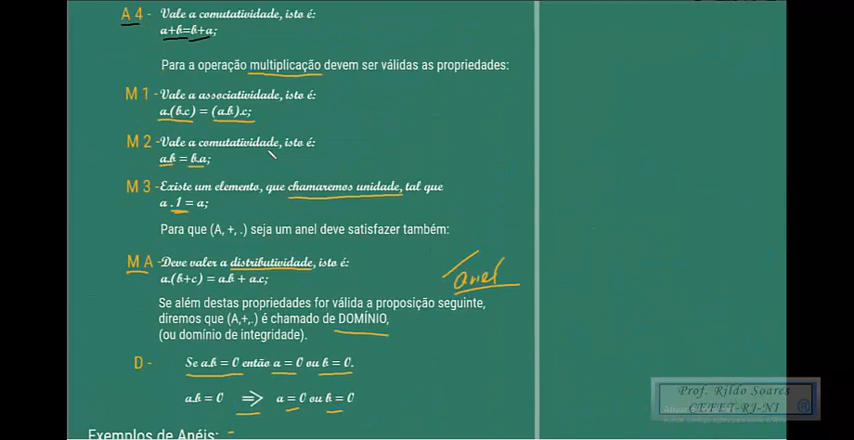 A 4 - Vale a comutatividade, isto é:
a+b=b+a;
Para a operação multiplicação devem ser válidas as propriedades:
M 1 - Vale a associatividade, isto é:
a.(b.c) = (a.b).c;
M 2 - Vale a comutatividade, isto é:
a.b = b.a;
M 3 - Existe um elemento, que chamaremos unidade, tal que
a .1 = a;
Para que (A, +, .) seja um anel deve satisfazer também:
M A - Deve valer a distributividade, isto é:
a.(b+c) = a.b + a.c;
anel
Se além destas propriedades for válida a proposição seguinte,
diremos que (A,+,.) é chamado de DOMÍNIO,
(ou domínio de integridade).
D - Se a.b = 0 então a = 0 ou b = 0.
a.b = 0 => a = 0 ou b = 0
Prof. Rildo Soares
CEFET-RJ-NI
Exemplos de Anéis: